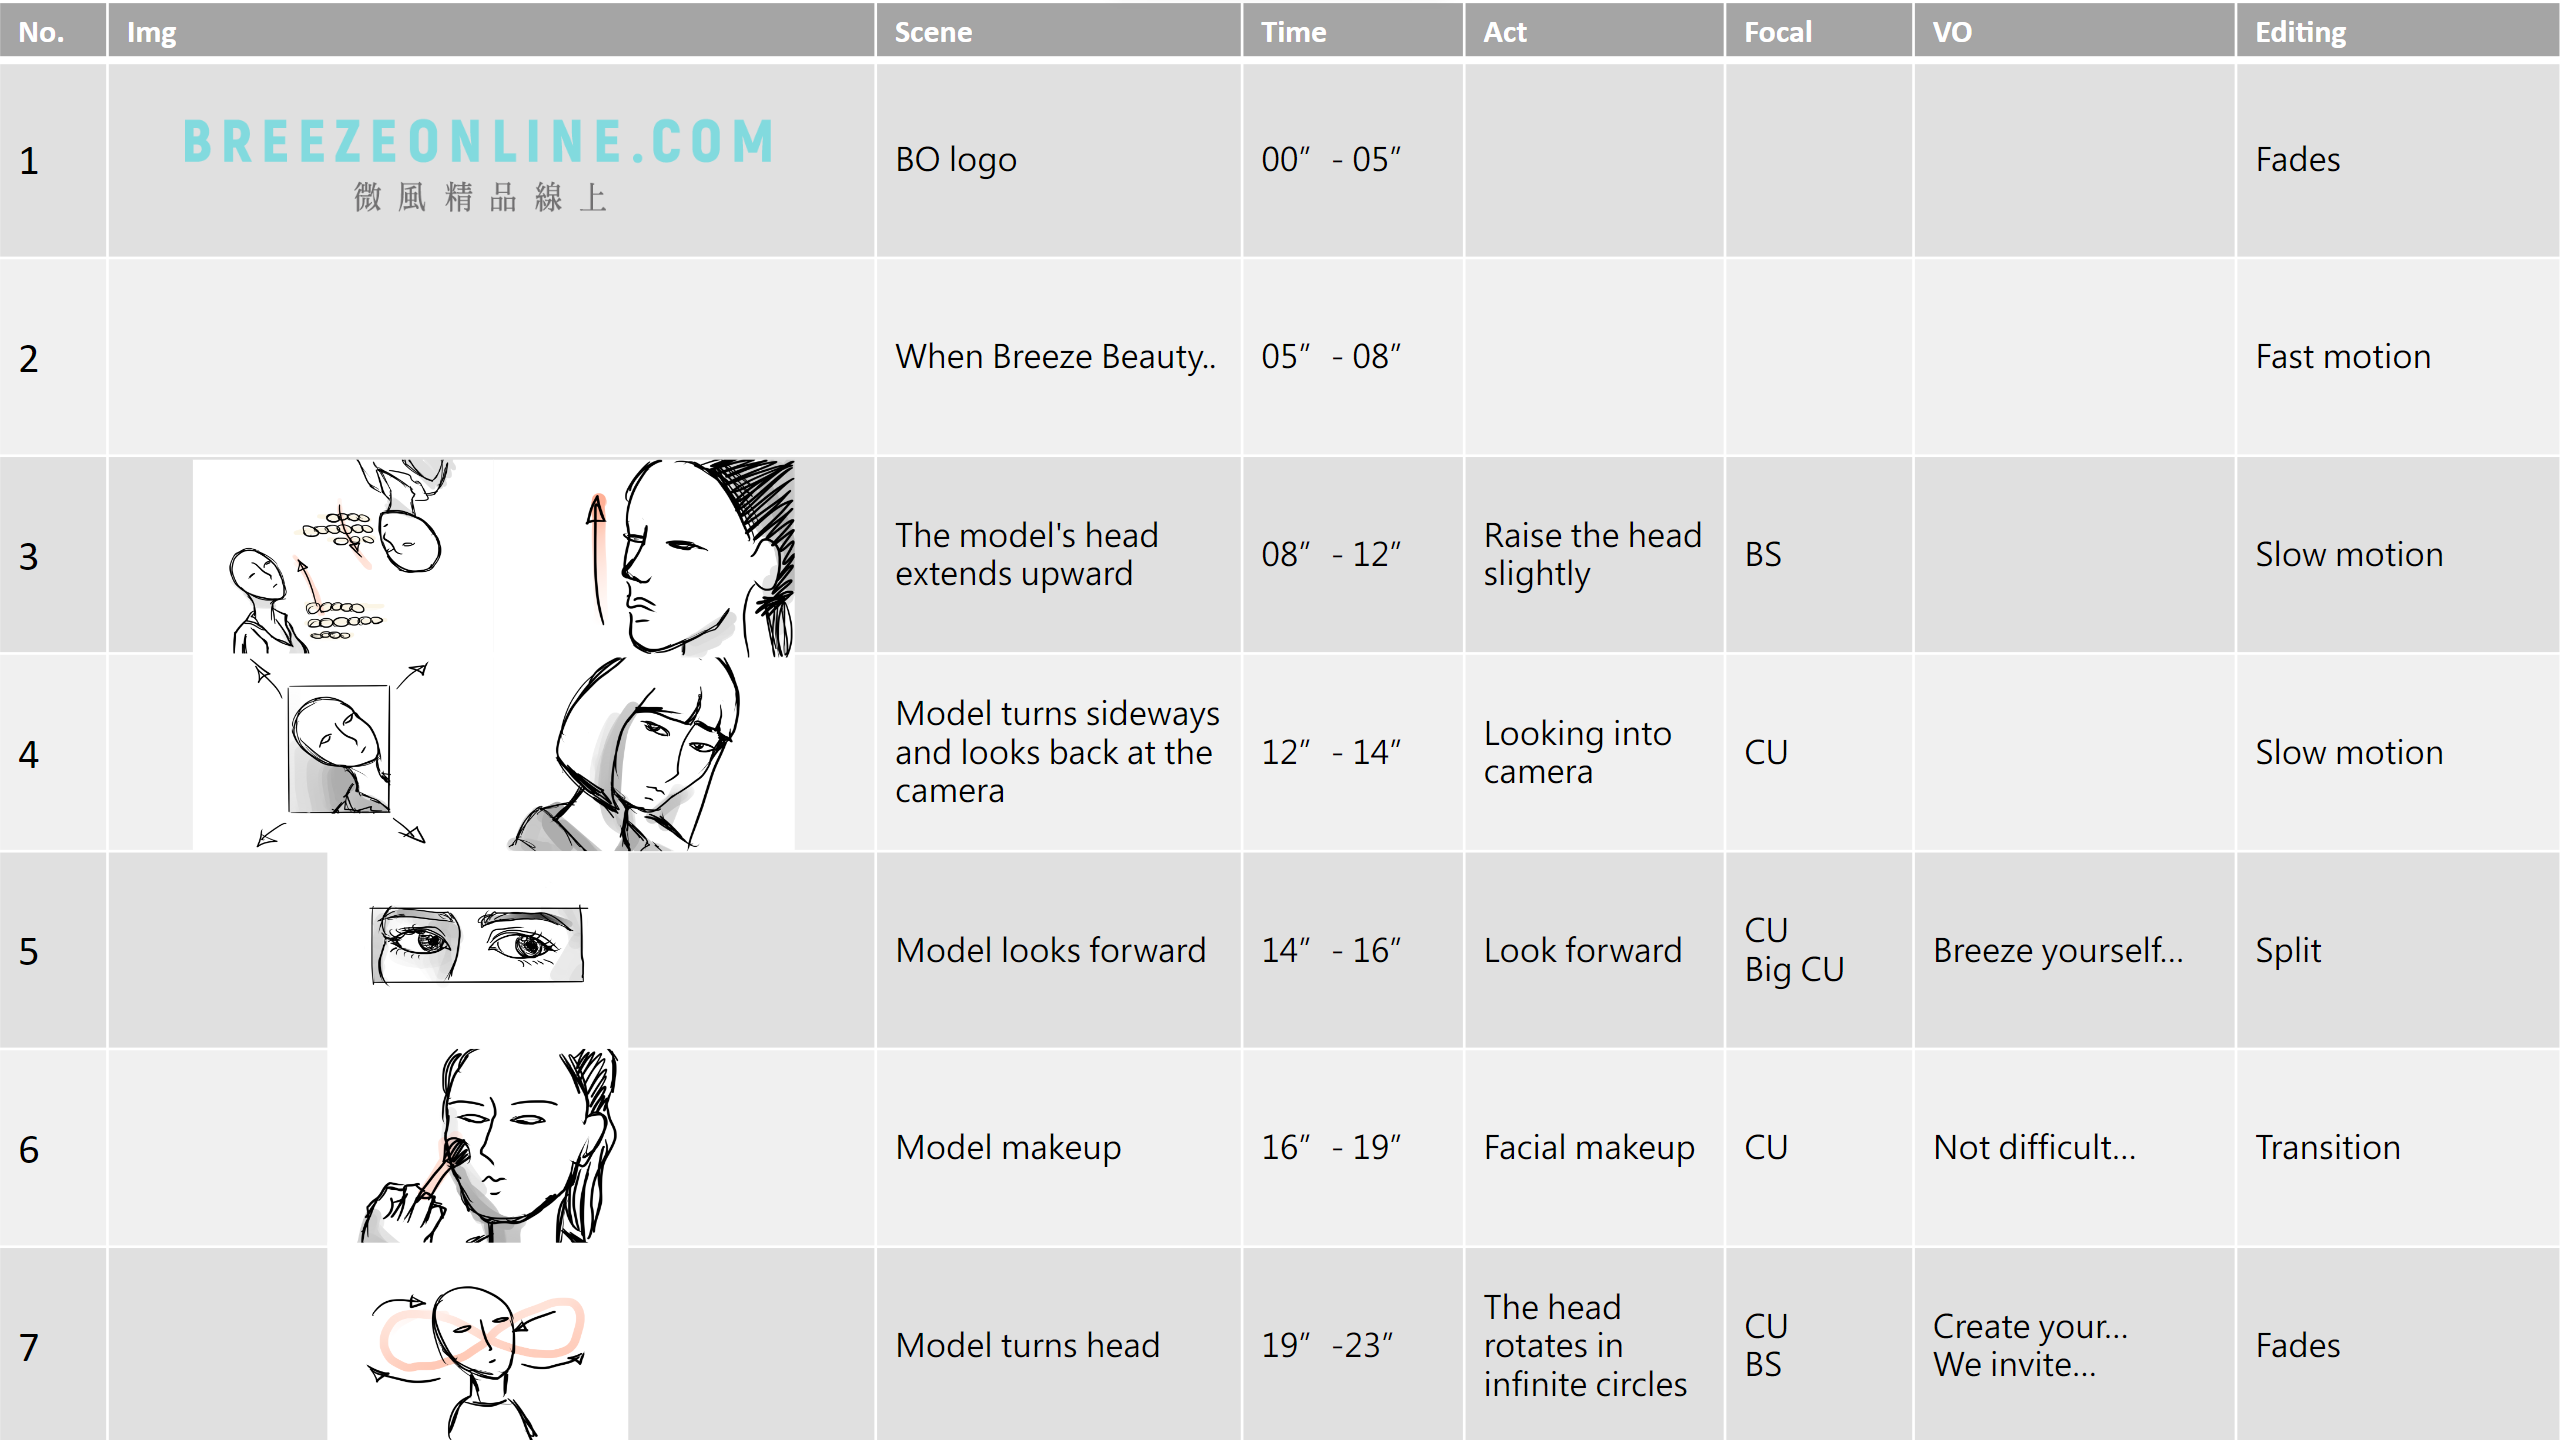 No. Img Scene Time Act Focal VO Editing
1 BREEZEONLINE.COM BO logo 00” - 05” Fades
微風精品線上
2 When Breeze Beauty.. 05” - 08” Fast motion
3 The model's head 08” - 12” Raise the head BS Slow motion
extends upward slightly
4 Model turns sideways 12” - 14” Looking into CU Slow motion
and looks back at the camera
camera
5 Model looks forward 14” - 16” Look forward CU Breeze yourself... Split
Big CU
6 Model makeup 16” - 19” Facial makeup CU Not difficult... Transition
7 Model turns head 19” -23” The head CU Create your... Fades
rotates in BS We invite...
infinite circles